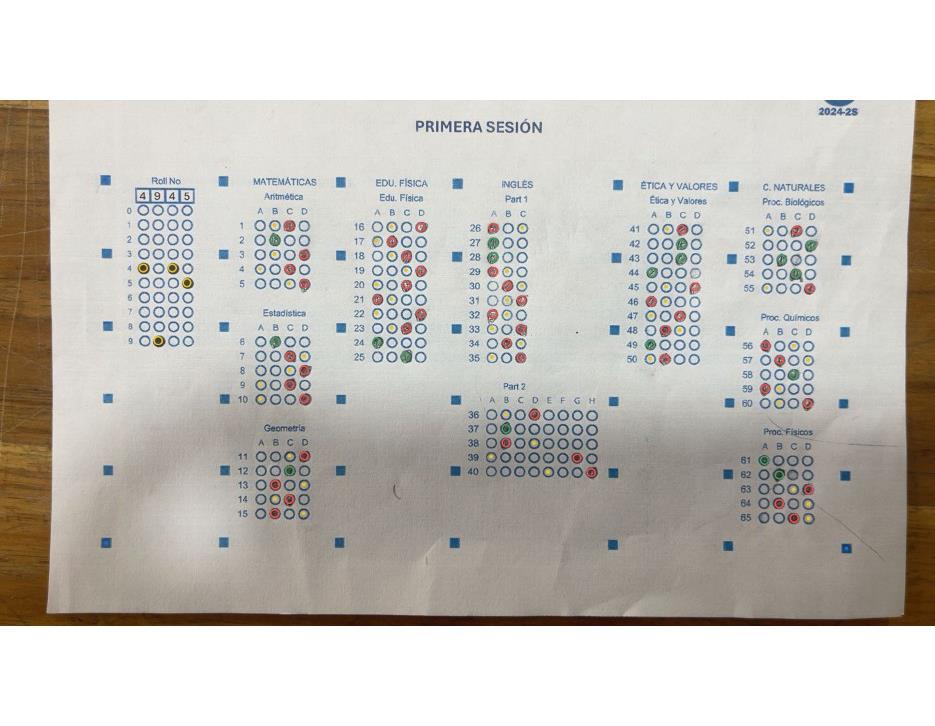 2024-2S
PRIMERA SESIÓN
Roll No
4 9 4 5
0
1
2
3
4
5
6
7
8
9
MATEMÁTICAS
Aritmética
A B C D
1
2
3
4
5
Estadística
A B C D
6
7
8
9
10
Geometría
A B C D
11
12
13
14
15
EDU. FÍSICA
Edu. Física
A B C D
16
17
18
19
20
21
22
23
24
25
INGLÉS
Part 1
A B C
26
27
28
29
30
31
32
33
34
35
Part 2
A B C D E F G H
36
37
38
39
40
ÉTICA Y VALORES
Ética y Valores
A B C D
41
42
43
44
45
46
47
48
49
50
C. NATURALES
Proc. Biológicos
A B C D
51
52
53
54
55
Proc. Químicos
A B C D
56
57
58
59
60
Proc. Físicos
A B C D
61
62
63
64
65